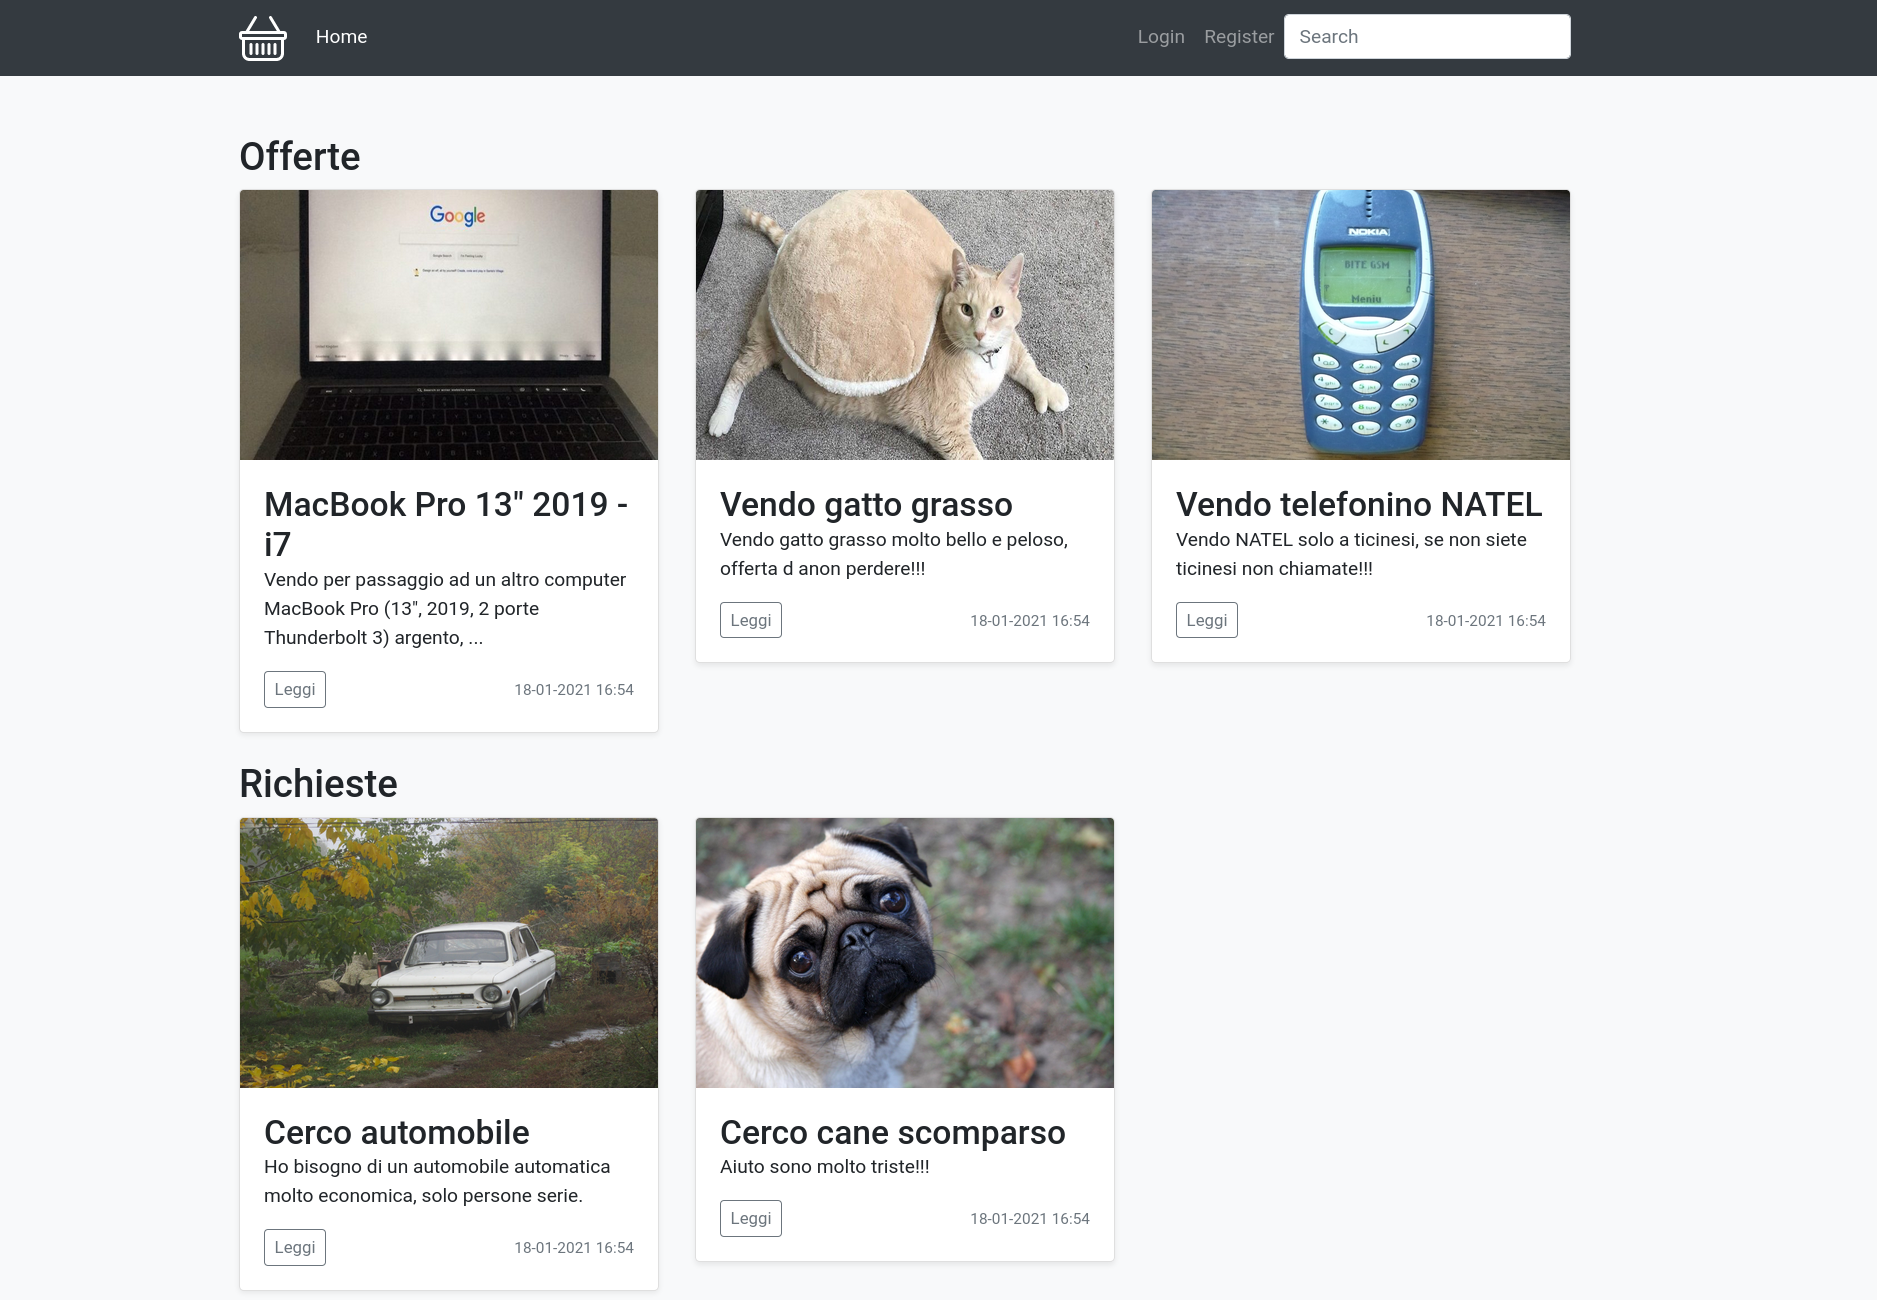 Home
Login Register Search
Offerte
Google
NOKIA
BITE GSM
Meniu
MacBook Pro 13" 2019 -
i7
Vendo per passaggio ad un altro computer
MacBook Pro (13", 2019, 2 porte
Thunderbolt 3) argento, ...
Leggi 18-01-2021 16:54
Vendo gatto grasso
Vendo gatto grasso molto bello e peloso,
offerta d anon perdere!!!
Leggi 18-01-2021 16:54
Vendo telefonino NATEL
Vendo NATEL solo a ticinesi, se non siete
ticinesi non chiamate!!!
Leggi 18-01-2021 16:54
Richieste
Cerco automobile
Ho bisogno di un automobile automatica
molto economica, solo persone serie.
Leggi 18-01-2021 16:54
Cerco cane scomparso
Aiuto sono molto triste!!!
Leggi 18-01-2021 16:54